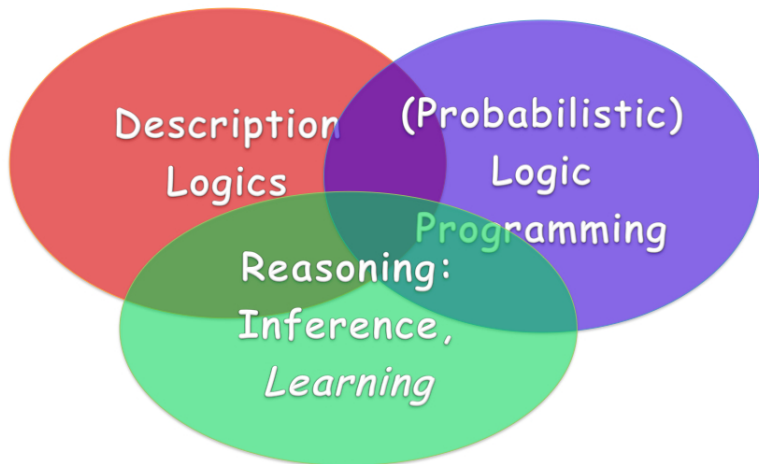 Description
Logics
(Probabilistic)
Logic
Programming
Reasoning:
Inference,
Learning